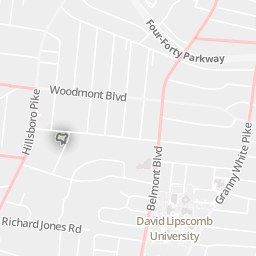 Four-Forty Parkway
Woodmont Blvd
Hillsboro Pike
Belmont Blvd
Granny White Pike
David Lipscomb
University
Richard Jones Rd